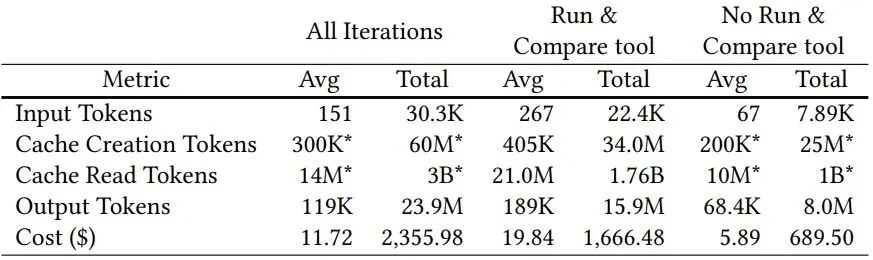 All Iterations Run & Compare tool No Run & Compare tool
Metric Avg Total Avg Total Avg Total
Input Tokens 151 30.3K 267 22.4K 67 7.89K
Cache Creation Tokens 300K* 60M* 405K 34.0M 200K* 25M*
Cache Read Tokens 14M* 3B* 21.0M 1.76B 10M* 1B*
Output Tokens 119K 23.9M 189K 15.9M 68.4K 8.0M
Cost ($) 11.72 2,355.98 19.84 1,666.48 5.89 689.50